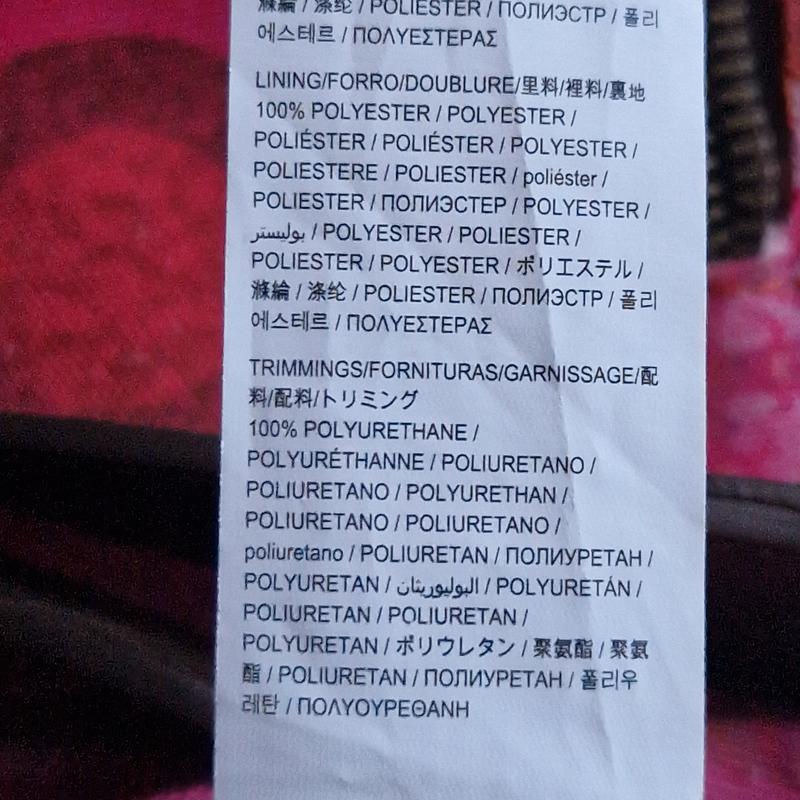 滌綸 / 涤纶 / POLIESTER / ПОЛИЭСТР / 폴리
에스테르 / ΠΟΛΥΕΣΤΕΡΑΣ
LINING/FORRO/DOUBLURE/里料/裡料/裏地
100% POLYESTER / POLYESTER /
POLIÉSTER / POLIÉSTER / POLYESTER /
POLIESTERE / POLIESTER / poliéster /
POLIESTER / ПОЛИЭСТЕР / POLYESTER /
بوليستر / POLYESTER / POLIESTER /
POLIESTER / POLYESTER / ポリエステル /
滌綸 / 涤纶 / POLIESTER / ПОЛИЭСТР / 폴리
에스테르 / ΠΟΛΥΕΣΤΕΡΑΣ
TRIMMINGS/FORNITURAS/GARNISSAGE/配
料/配料/トリミング
100% POLYURETHANE /
POLYURÉTHANNE / POLIURETANO /
POLIURETANO / POLYURETHAN /
POLIURETANO / POLIURETANO /
poliuretano / POLIURETAN / ПОЛИУРЕТАН /
POLYURETAN / البوليوريثان / POLYURETÁN /
POLIURETAN / POLIURETAN /
POLYURETAN / ポリウレタン / 聚氨酯 / 聚氨
酯 / POLIURETAN / ПОЛИУРЕТАН / 폴리우
레탄 / ΠΟΛΥΟΥΡΕΘΑΝΗ